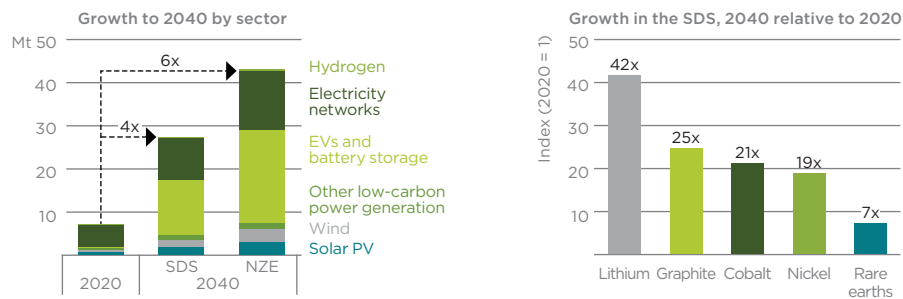 Growth to 2040 by sector
Mt 50
40
30
20
10
6x
4x
Hydrogen
Electricity
networks
EVs and
battery storage
Other low-carbon
power generation
Wind
Solar PV
SDS
NZE
2020
2040
Growth in the SDS, 2040 relative to 2020
Index (2020 = 1)
50
40
30
20
10
42x
25x
21x
19x
7x
Lithium
Graphite
Cobalt
Nickel
Rare
earths